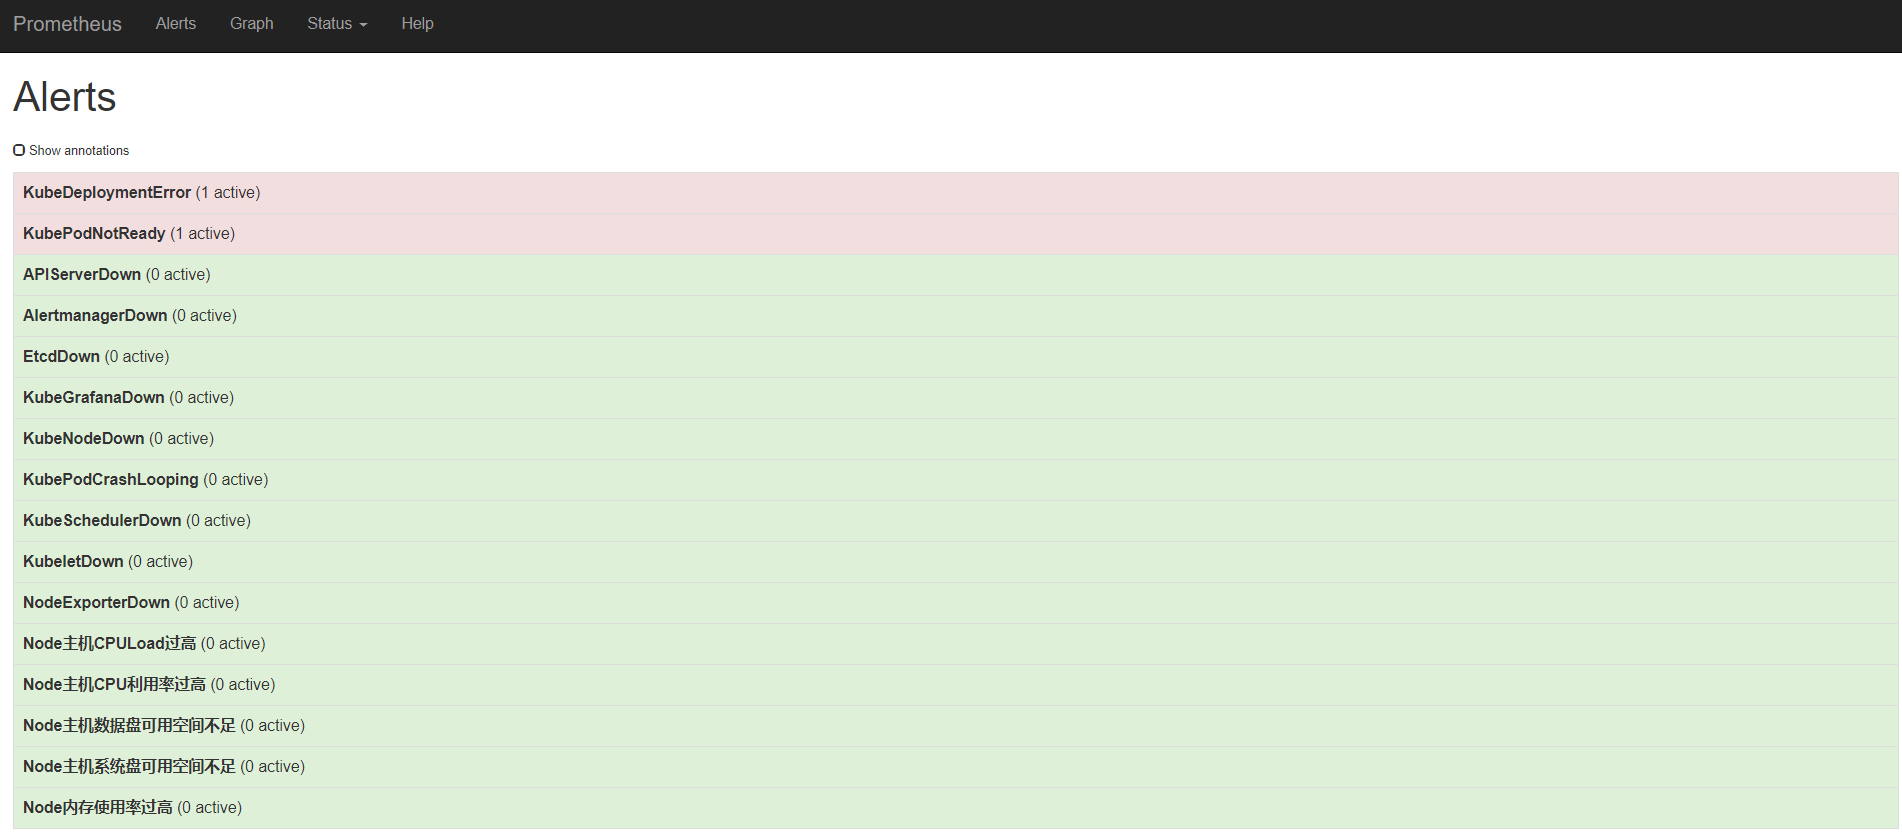 Prometheus Alerts Graph Status Help
Alerts
Show annotations
KubeDeploymentError (1 active)
KubePodNotReady (1 active)
APIServerDown (0 active)
AlertmanagerDown (0 active)
EtcdDown (0 active)
KubeGrafanaDown (0 active)
KubeNodeDown (0 active)
KubePodCrashLooping (0 active)
KubeSchedulerDown (0 active)
KubeletDown (0 active)
NodeExporterDown (0 active)
Node主机CPULoad过高 (0 active)
Node主机CPU利用率过高 (0 active)
Node主机数据盘可用空间不足 (0 active)
Node主机系统盘可用空间不足 (0 active)
Node内存使用率过高 (0 active)